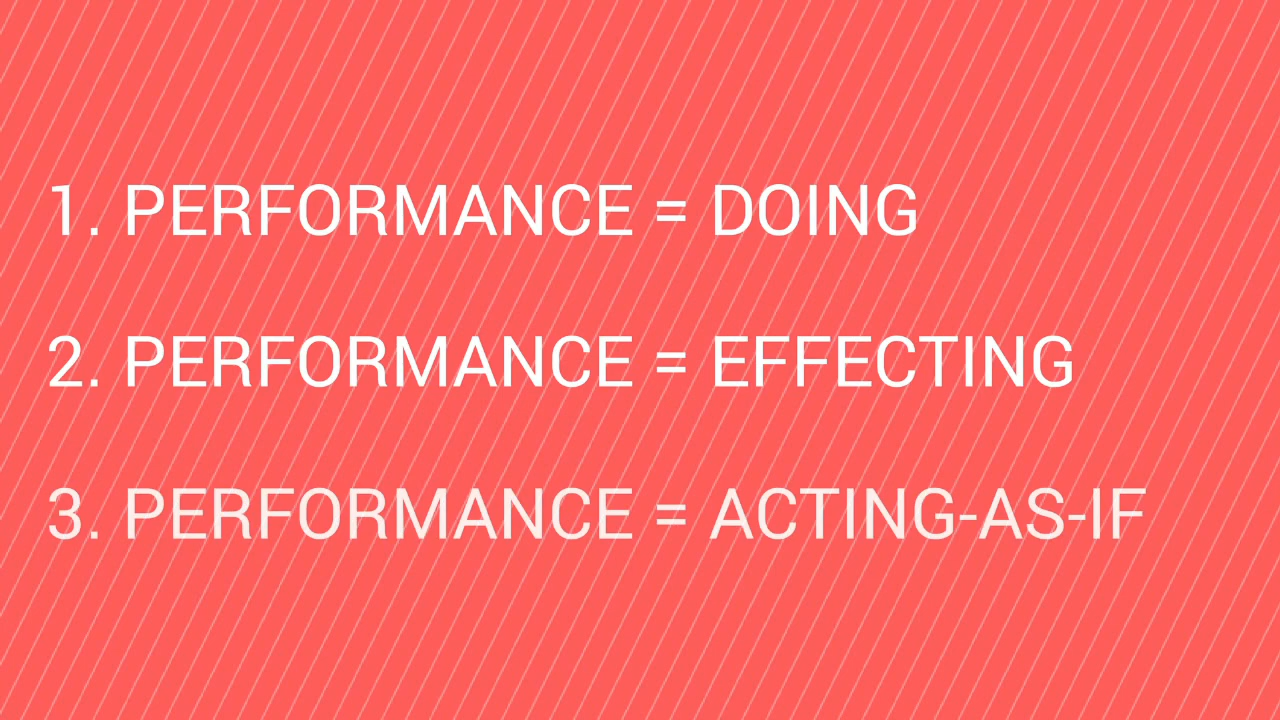 1. PERFORMANCE = DOING
2. PERFORMANCE = EFFECTING
3. PERFORMANCE = ACTING-AS-IF